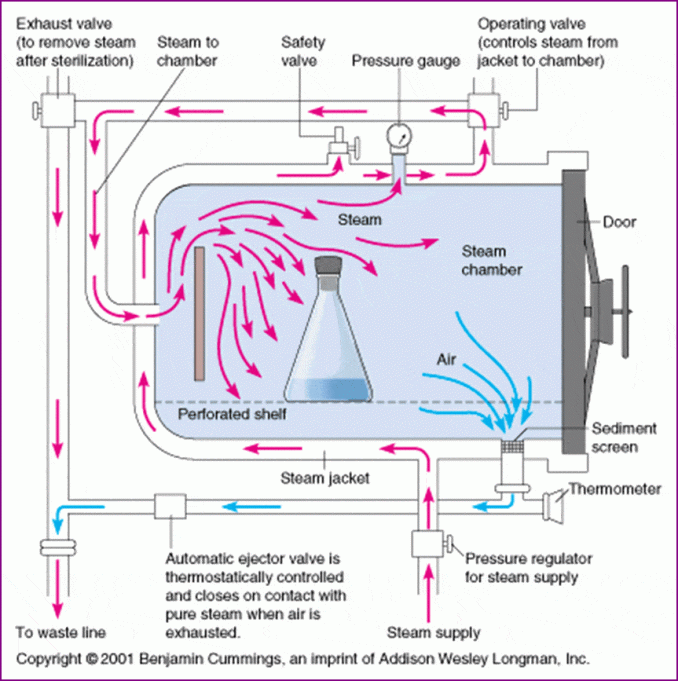 Exhaust valve
(to remove steam
after sterilization)
Steam to
chamber
Safety
valve
Pressure gauge
Operating valve
(controls steam from
jacket to chamber)
Steam
Steam
chamber
Door
Air
Perforated shelf
Sediment
screen
Steam jacket
Thermometer
Automatic ejector valve is
thermostatically controlled
and closes on contact with
pure steam when air is
exhausted.
Pressure regulator
for steam supply
To waste line
Steam supply
Copyright © 2001 Benjamin Cummings, an imprint of Addison Wesley Longman, Inc.